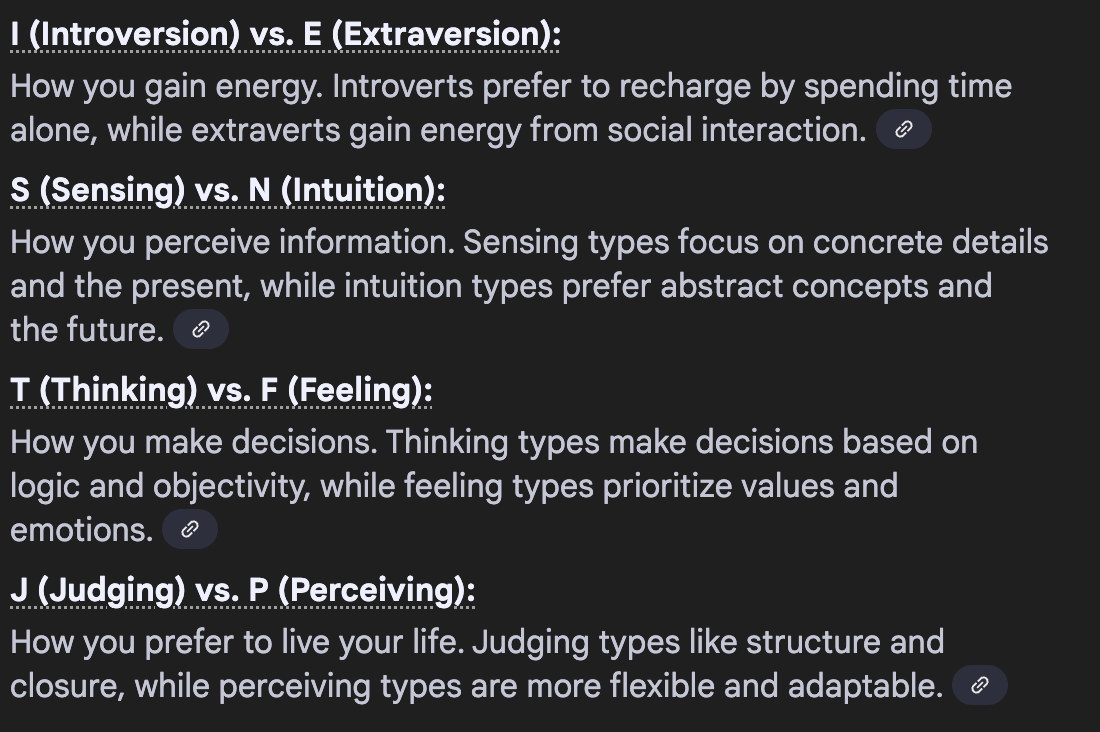 I (Introversion) vs. E (Extraversion):
How you gain energy. Introverts prefer to recharge by spending time
alone, while extraverts gain energy from social interaction.
S (Sensing) vs. N (Intuition):
How you perceive information. Sensing types focus on concrete details
and the present, while intuition types prefer abstract concepts and
the future.
T (Thinking) vs. F (Feeling):
How you make decisions. Thinking types make decisions based on
logic and objectivity, while feeling types prioritize values and
emotions.
J (Judging) vs. P (Perceiving):
How you prefer to live your life. Judging types like structure and
closure, while perceiving types are more flexible and adaptable.